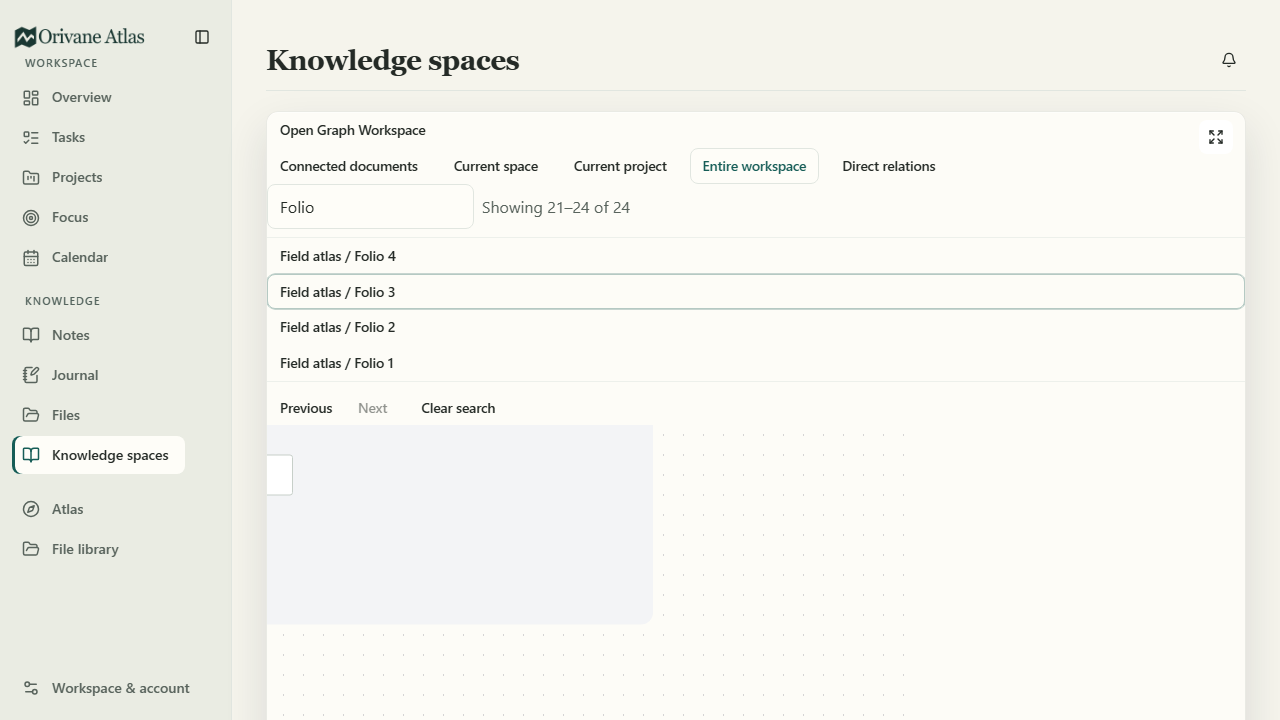 Orivane Atlas
WORKSPACE
Overview
Tasks
Projects
Focus
Calendar
KNOWLEDGE
Notes
Journal
Files
Knowledge spaces
Atlas
File library
Workspace & account
Knowledge spaces
Open Graph Workspace
Connected documents Current space Current project Entire workspace Direct relations
Folio Showing 21–24 of 24
Field atlas / Folio 4
Field atlas / Folio 3
Field atlas / Folio 2
Field atlas / Folio 1
Previous Next Clear search